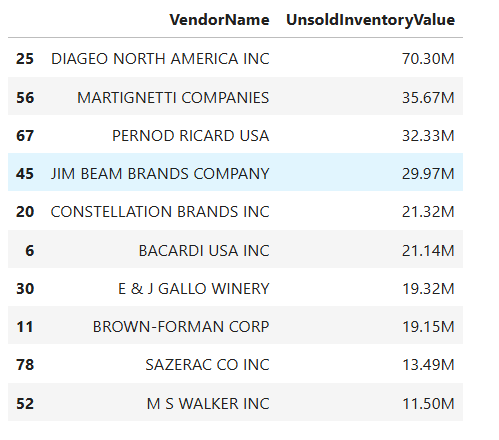 VendorName UnsoldInventoryValue
25 DIAGEO NORTH AMERICA INC 70.30M
56 MARTIGNETTI COMPANIES 35.67M
67 PERNOD RICARD USA 32.33M
45 JIM BEAM BRANDS COMPANY 29.97M
20 CONSTELLATION BRANDS INC 21.32M
6 BACARDI USA INC 21.14M
30 E & J GALLO WINERY 19.32M
11 BROWN-FORMAN CORP 19.15M
78 SAZERAC CO INC 13.49M
52 M S WALKER INC 11.50M